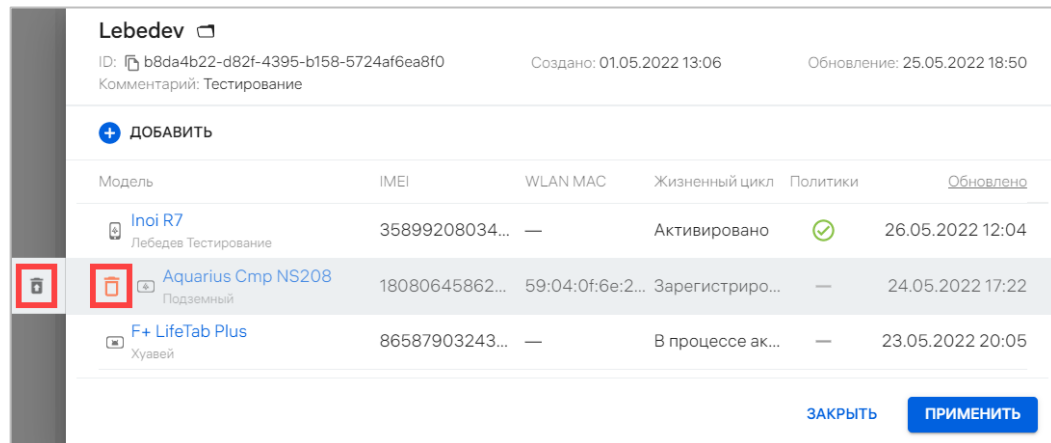 Lebedev
ID: b8da4b22-d82f-4395-b158-5724af6ea8f0 Создано: 01.05.2022 13:06 Обновление: 25.05.2022 18:50
Комментарий: Тестирование
ДОБАВИТЬ
Модель IMEI WLAN MAC Жизненный цикл Политики Обновлено
Inoi R7 35899208034... — Активировано 26.05.2022 12:04
Лебедев Тестирование
Aquarius Cmp NS208 18080645862... 59:04:0f:6e:2... Зарегистриро... — 24.05.2022 17:22
Подземный
F+ LifeTab Plus 86587903243... — В процессе ак... — 23.05.2022 20:05
Хуавей
ЗАКРЫТЬ ПРИМЕНИТЬ